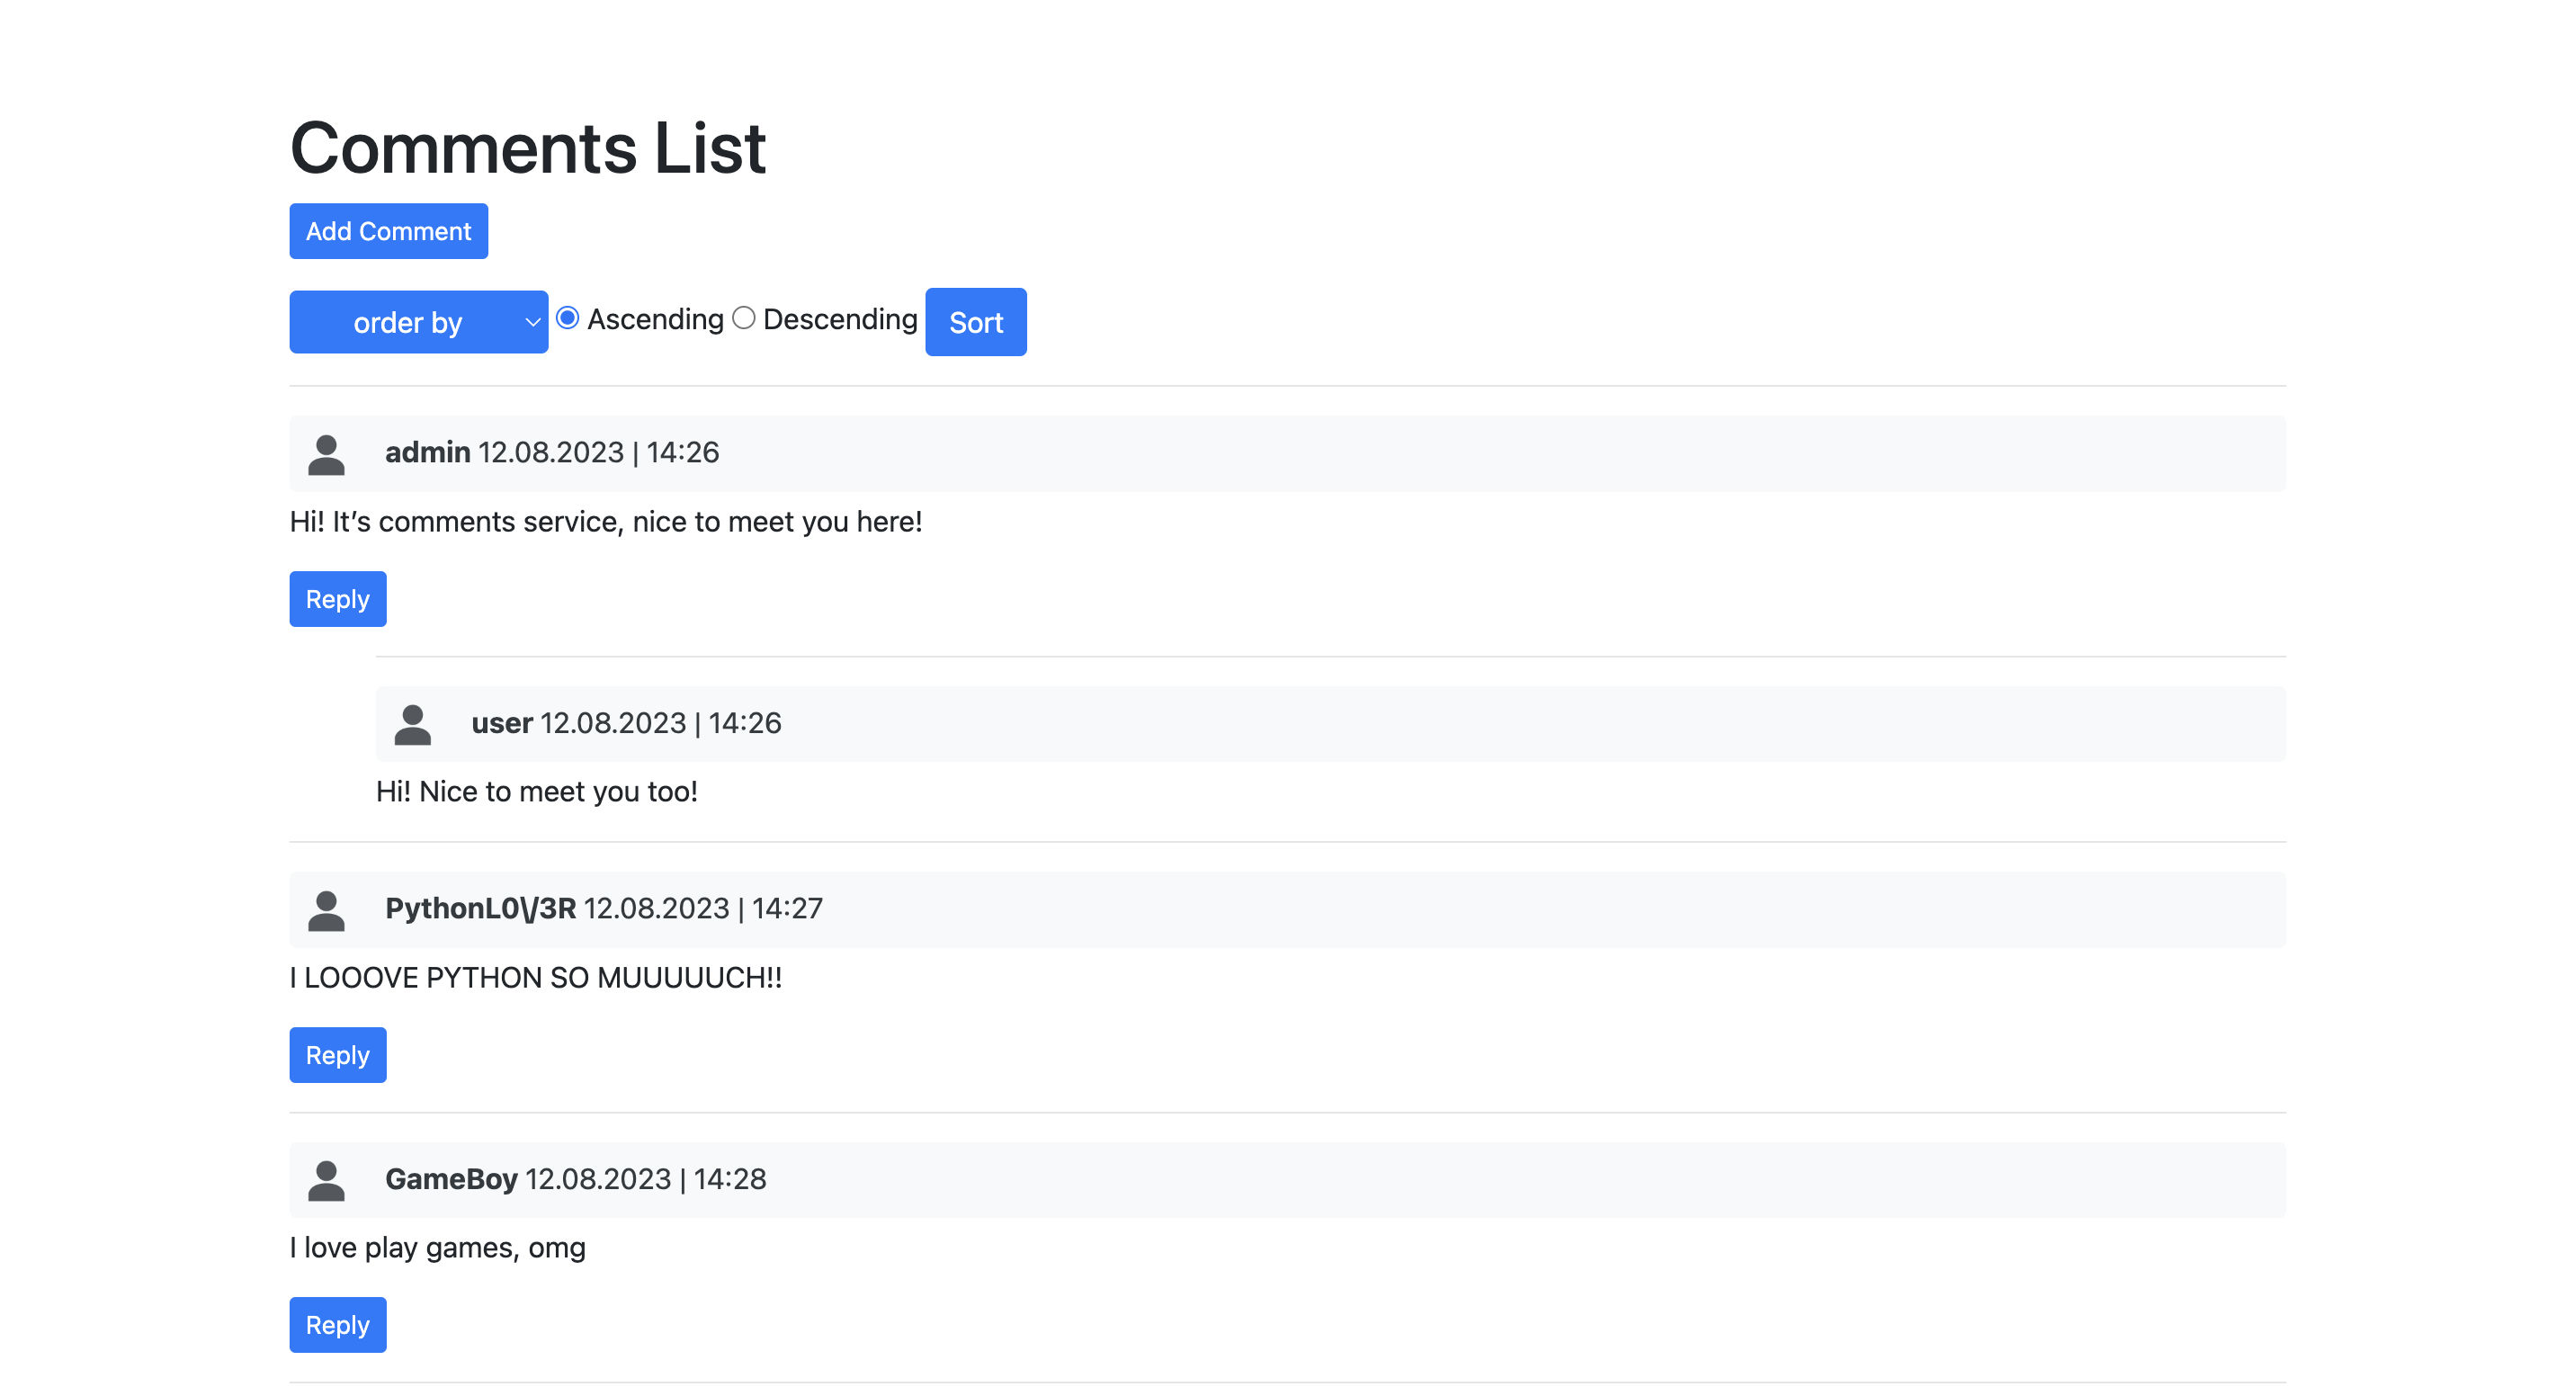 Comments List
Add Comment
order by Ascending Descending Sort
admin 12.08.2023 | 14:26
Hi! It’s comments service, nice to meet you here!
Reply
user 12.08.2023 | 14:26
Hi! Nice to meet you too!
PythonL0\/3R 12.08.2023 | 14:27
I LOOOVE PYTHON SO MUUUUUCH!!
Reply
GameBoy 12.08.2023 | 14:28
I love play games, omg
Reply